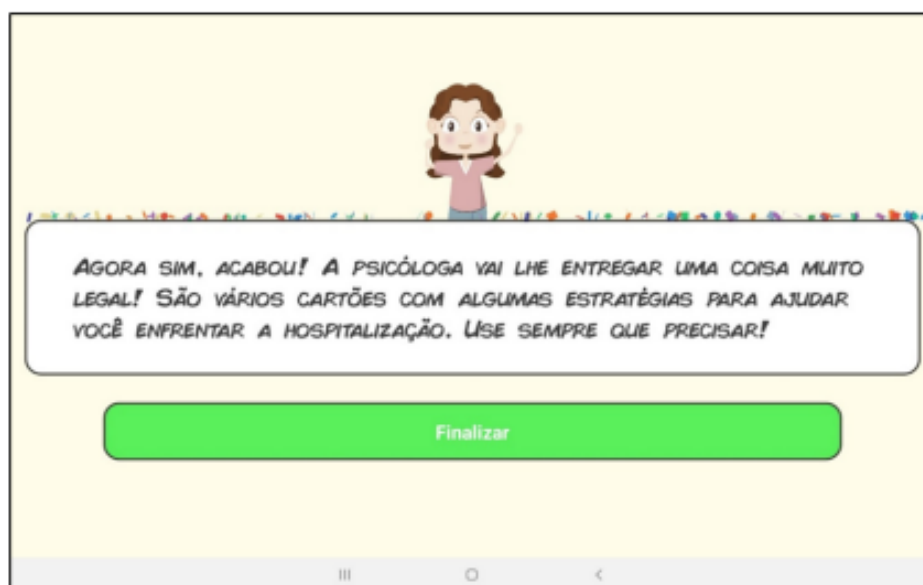 AGORA SIM, ACABOU! A PSICÓLOGA VAI LHE ENTREGAR UMA COISA MUITO
LEGAL! SÃO VÁRIOS CARTÕES COM ALGUMAS ESTRATÉGIAS PARA AJUDAR
VOCÊ ENFRENTAR A HOSPITALIZAÇÃO. USE SEMPRE QUE PRECISAR!
Finalizar